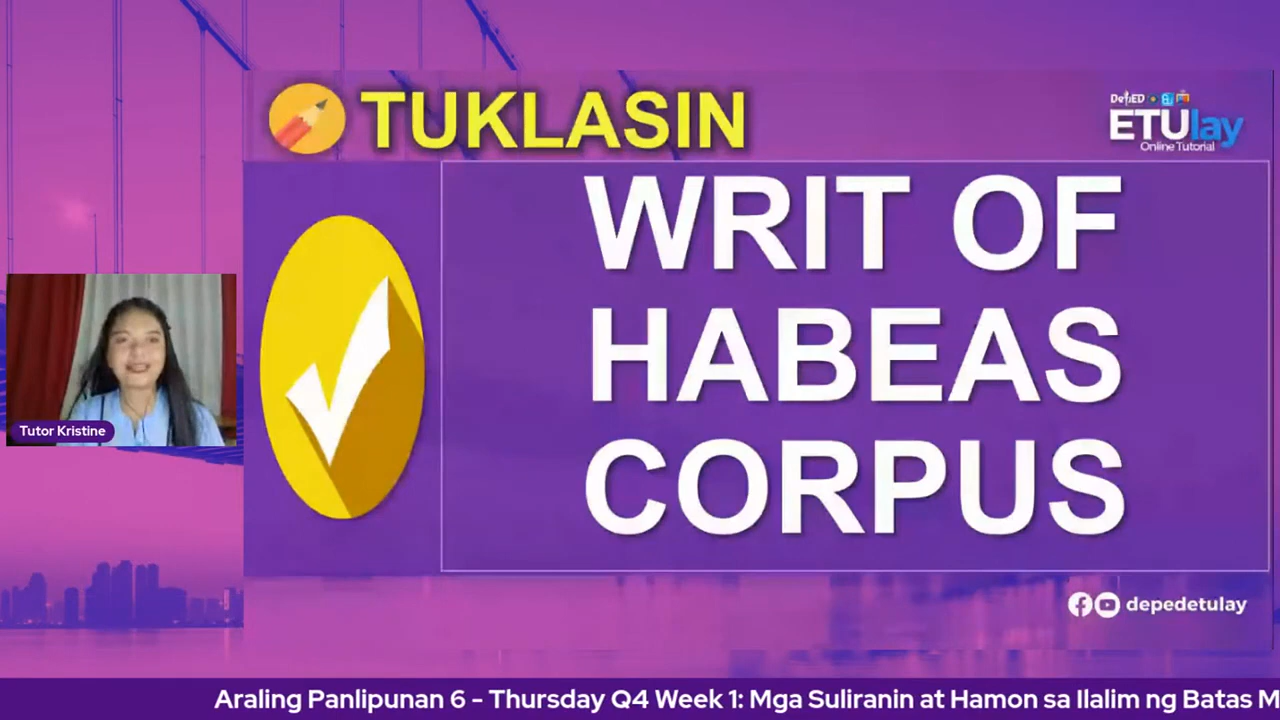 TUKLASIN
DepED
ETUlay
Online Tutorial
WRIT OF
HABEAS
CORPUS
Tutor Kristine
depedetulay
Araling Panlipunan 6 - Thursday Q4 Week 1: Mga Suliranin at Hamon sa Ilalim ng Batas M